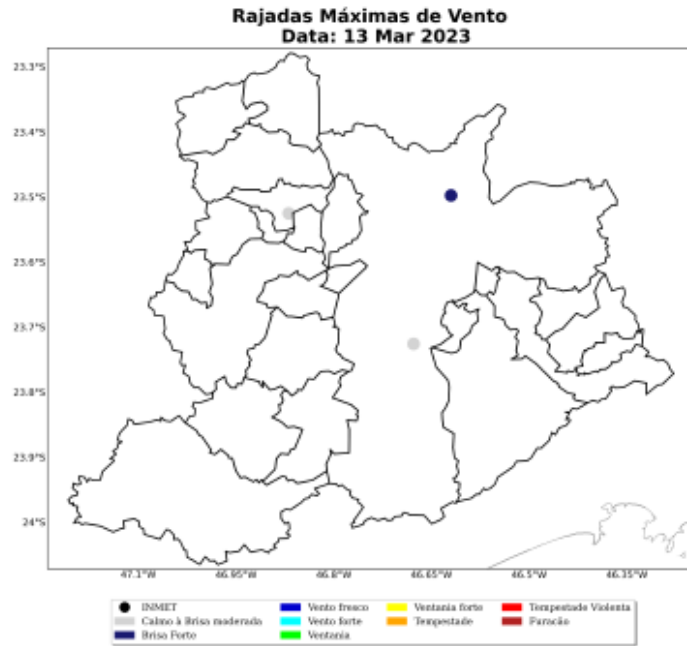 Rajadas Máximas de Vento
Data: 13 Mar 2023
23.3°S
23.4°S
23.5°S
23.6°S
23.7°S
23.8°S
23.9°S
24°S
47.1°W 46.95°W 46.8°W 46.65°W 46.5°W 46.35°W
INMET Vento fresco Ventania forte Tempestade Violenta
Calmo à Brisa moderada Vento forte Tempestade Furacão
Brisa Forte Ventania